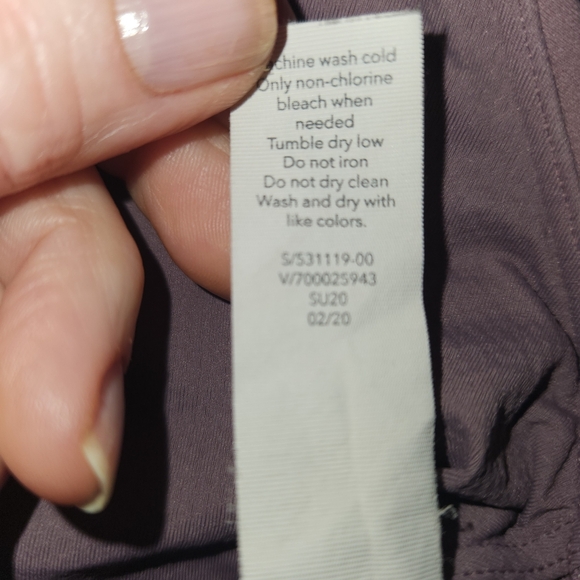 chine wash cold
Only non-chlorine
bleach when
needed
Tumble dry low
Do not iron
Do not dry clean
Wash and dry with
like colors.
S/531119-00
V/700025943
SU20
02/20